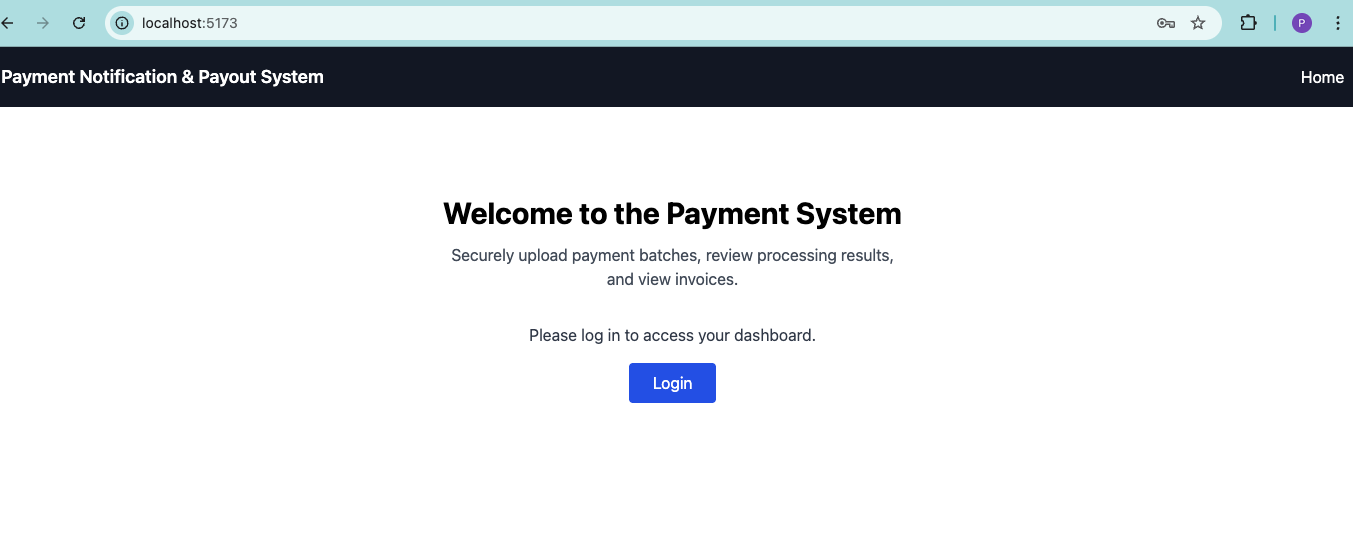 localhost:5173
P
Payment Notification & Payout System
Home
Welcome to the Payment System
Securely upload payment batches, review processing results,
and view invoices.
Please log in to access your dashboard.
Login